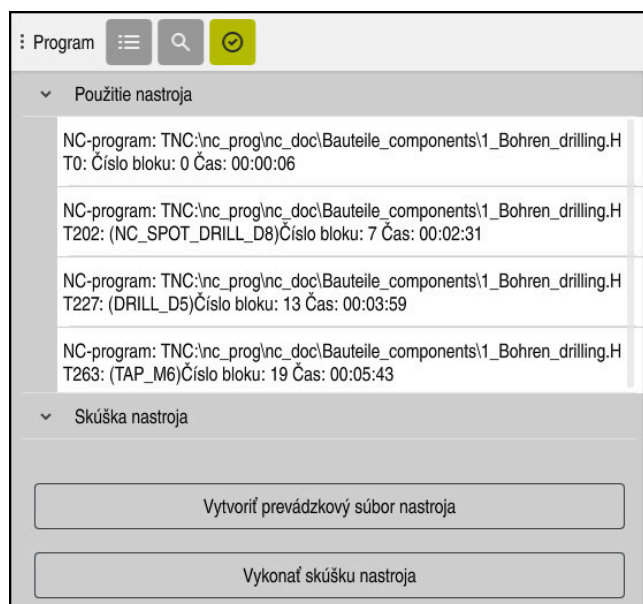 Program
Použitie nastroja
NC-program: TNC:\nc_prog\nc_doc\Bauteile_components\1_Bohren_drilling.H
T0: Číslo bloku: 0 Čas: 00:00:06
NC-program: TNC:\nc_prog\nc_doc\Bauteile_components\1_Bohren_drilling.H
T202: (NC_SPOT_DRILL_D8)Číslo bloku: 7 Čas: 00:02:31
NC-program: TNC:\nc_prog\nc_doc\Bauteile_components\1_Bohren_drilling.H
T227: (DRILL_D5)Číslo bloku: 13 Čas: 00:03:59
NC-program: TNC:\nc_prog\nc_doc\Bauteile_components\1_Bohren_drilling.H
T263: (TAP_M6)Číslo bloku: 19 Čas: 00:05:43
Skúška nastroja
Vytvoriť prevádzkový súbor nastroja
Vykonať skúšku nastroja